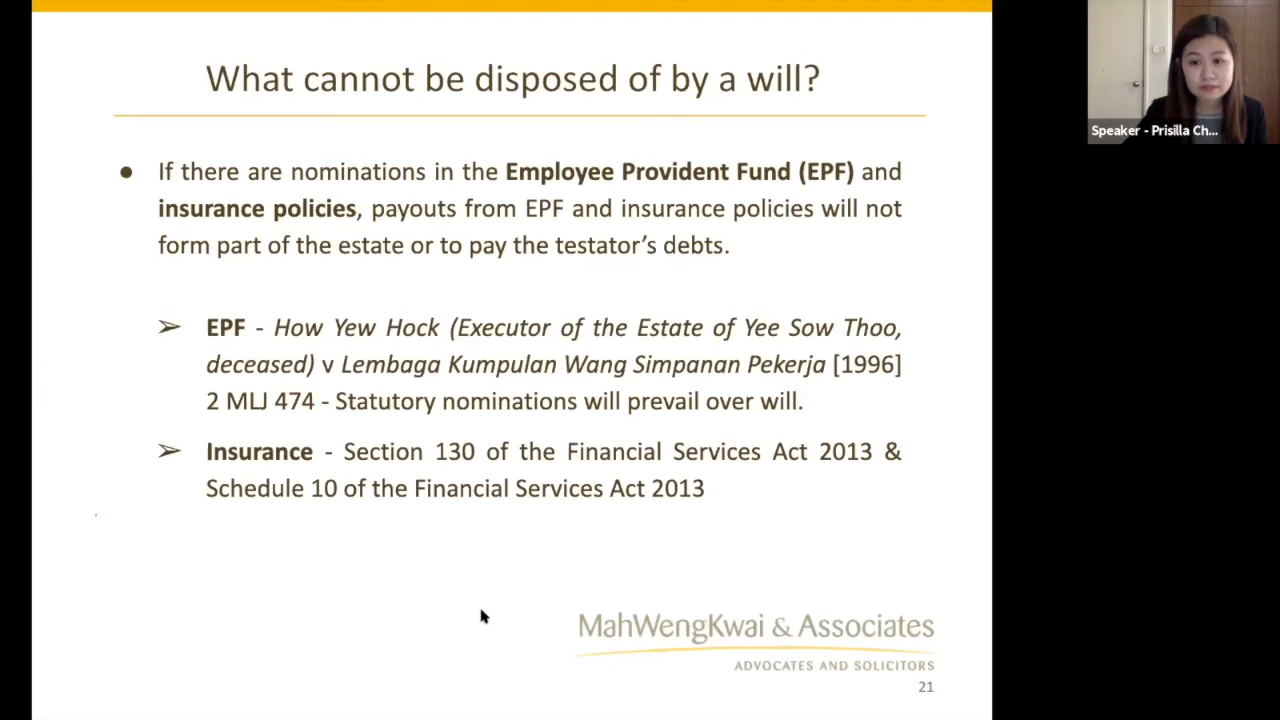 What cannot be disposed of by a will?
● If there are nominations in the Employee Provident Fund (EPF) and
insurance policies, payouts from EPF and insurance policies will not
form part of the estate or to pay the testator’s debts.
➢ EPF - How Yew Hock (Executor of the Estate of Yee Sow Thoo,
deceased) v Lembaga Kumpulan Wang Simpanan Pekerja [1996]
2 MLJ 474 - Statutory nominations will prevail over will.
➢ Insurance - Section 130 of the Financial Services Act 2013 &
Schedule 10 of the Financial Services Act 2013
MahWengKwai & Associates
ADVOCATES AND SOLICITORS
21
Speaker - Prisilla Ch...